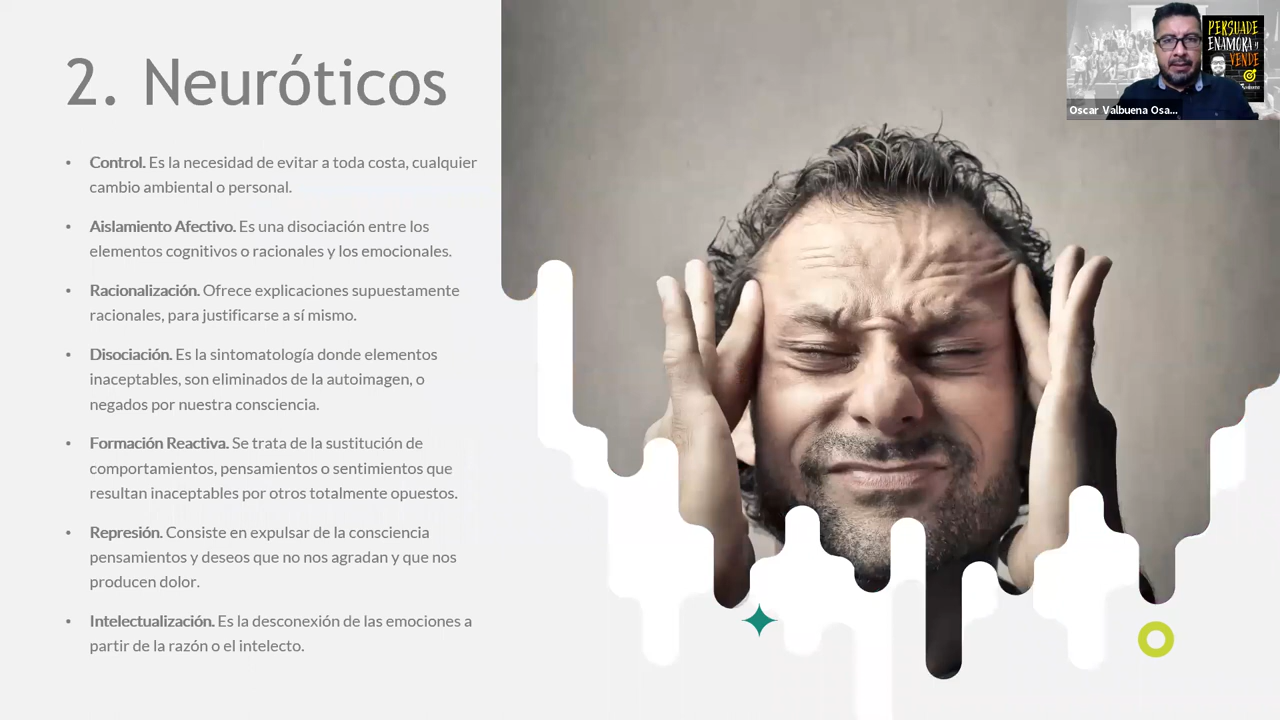 2. Neuróticos
• Control. Es la necesidad de evitar a toda costa, cualquier
cambio ambiental o personal.
• Aislamiento Afectivo. Es una disociación entre los
elementos cognitivos o racionales y los emocionales.
• Racionalización. Ofrece explicaciones supuestamente
racionales, para justificarse a sí mismo.
• Disociación. Es la sintomatología donde elementos
inaceptables, son eliminados de la autoimagen, o
negados por nuestra consciencia.
• Formación Reactiva. Se trata de la sustitución de
comportamientos, pensamientos o sentimientos que
resultan inaceptables por otros totalmente opuestos.
• Represión. Consiste en expulsar de la consciencia
pensamientos y deseos que no nos agradan y que nos
producen dolor.
• Intelectualización. Es la desconexión de las emociones a
partir de la razón o el intelecto.
PERSUADE
ENAMORA y
VENDE
Oscar Valbuena Osa...